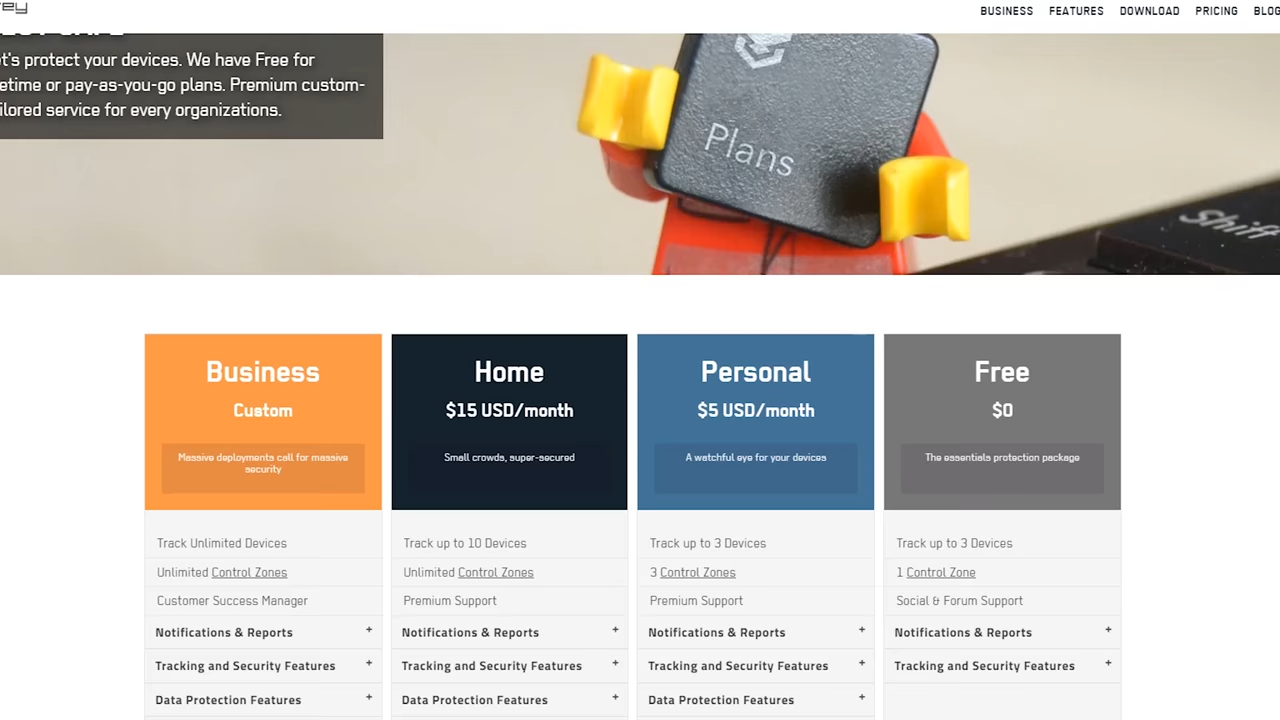 BUSINESS FEATURES DOWNLOAD PRICING BLOG
et's protect your devices. We have Free for
etime or pay-as-you-go plans. Premium custom-
ilored service for every organizations.
Plans
Shift
Business
Custom
Massive deployments call for massive
security
Track Unlimited Devices
Unlimited Control Zones
Customer Success Manager
Notifications & Reports +
Tracking and Security Features +
Data Protection Features +
Home
$15 USD/month
Small crowds, super-secured
Track up to 10 Devices
Unlimited Control Zones
Premium Support
Notifications & Reports +
Tracking and Security Features +
Data Protection Features +
Personal
$5 USD/month
A watchful eye for your devices
Track up to 3 Devices
3 Control Zones
Premium Support
Notifications & Reports +
Tracking and Security Features +
Data Protection Features +
Free
$0
The essentials protection package
Track up to 3 Devices
1 Control Zone
Social & Forum Support
Notifications & Reports +
Tracking and Security Features +